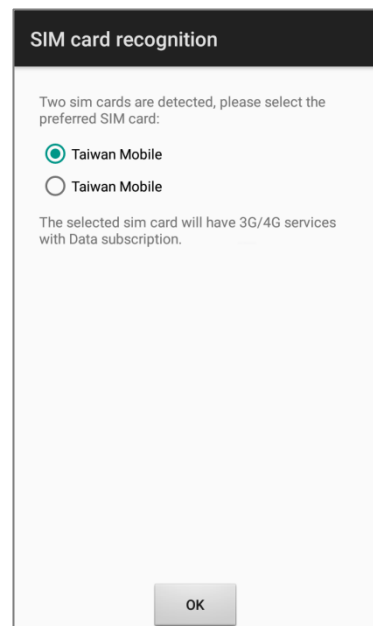 SIM card recognition
Two sim cards are detected, please select the
preferred SIM card:
Taiwan Mobile
Taiwan Mobile
The selected sim card will have 3G/4G services
with Data subscription.
OK